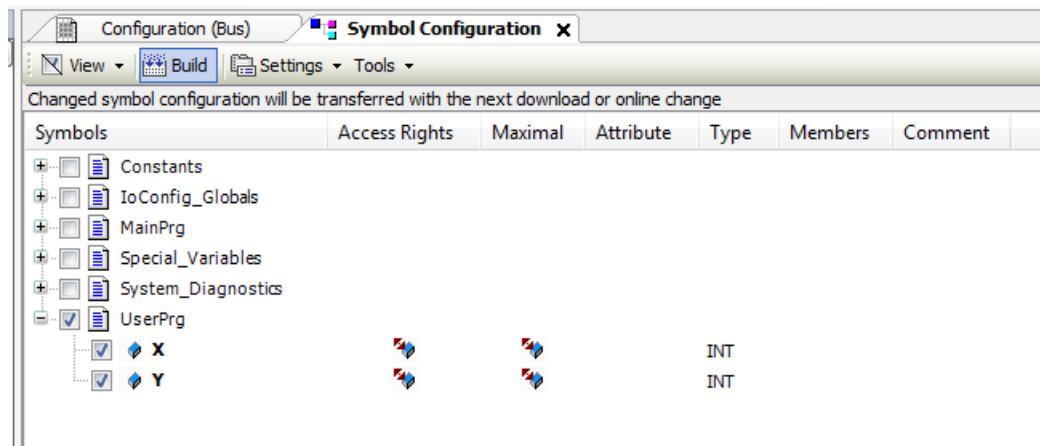 Configuration (Bus) Symbol Configuration x
View Build Settings Tools
Changed symbol configuration will be transferred with the next download or online change
Symbols Access Rights Maximal Attribute Type Members Comment
Constants
IoConfig_Globals
MainPrg
Special_Variables
System_Diagnostics
UserPrg
X INT
Y INT